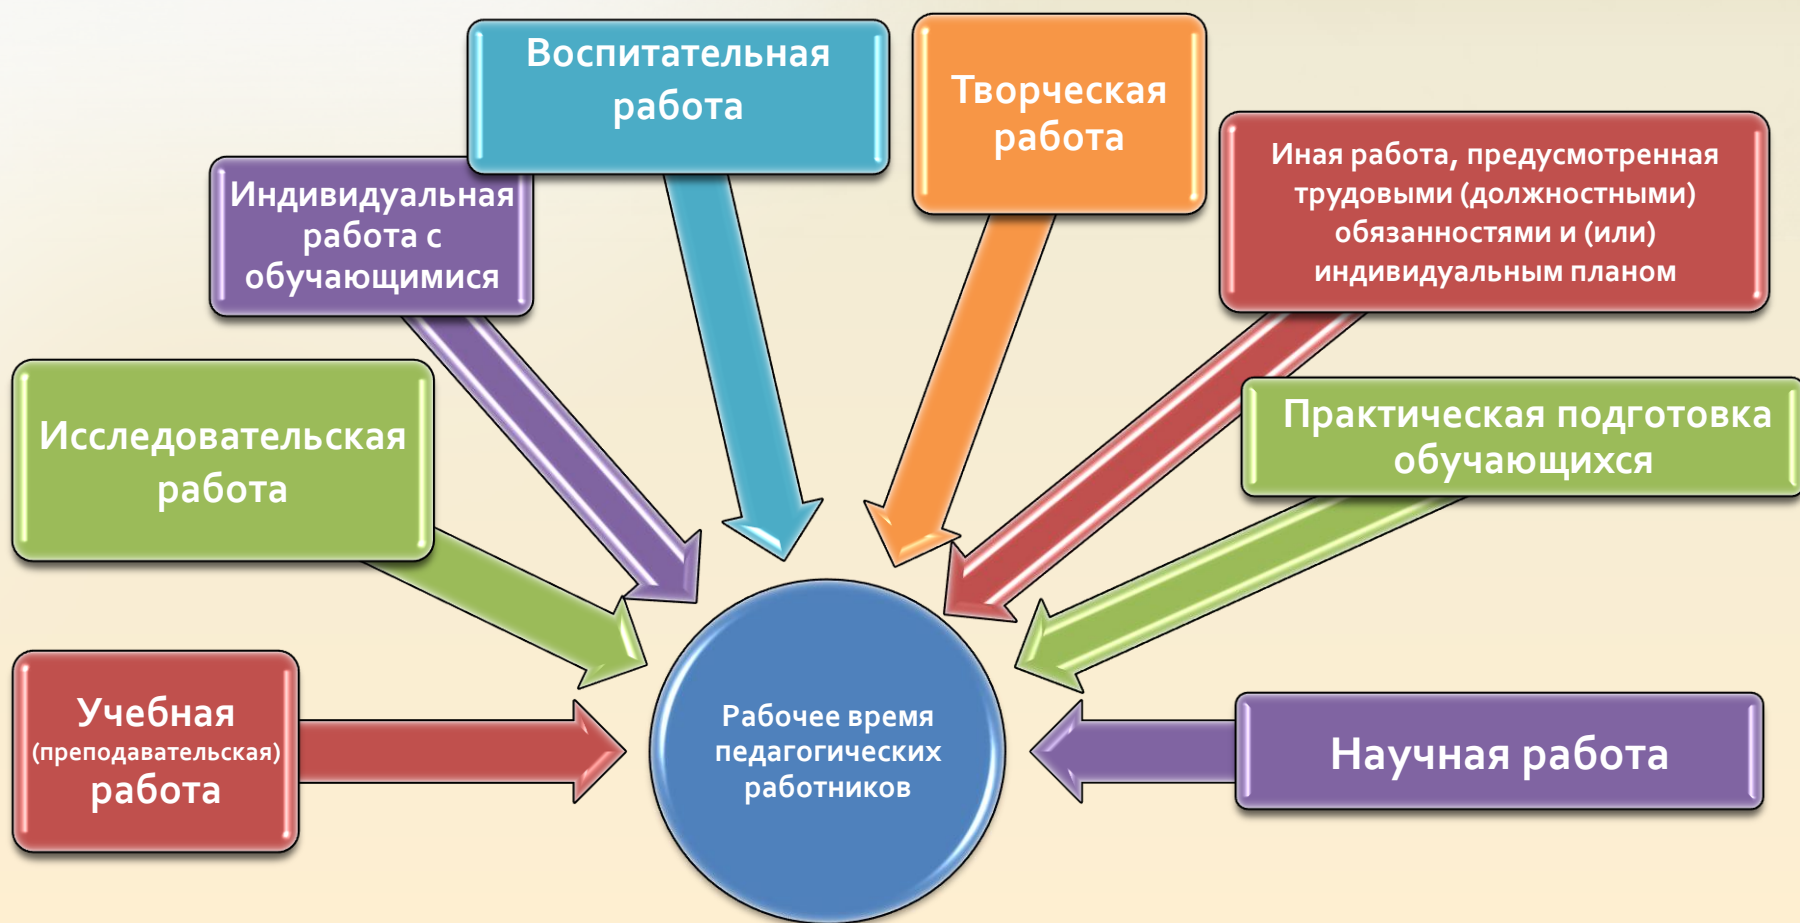 Воспитательная
работа
Творческая
работа
Иная работа, предусмотренная
трудовыми (должностными)
обязанностями и (или)
индивидуальным планом
Индивидуальная
работа с
обучающимися
Исследовательская
работа
Практическая подготовка
обучающихся
Учебная
(преподавательская)
работа
Рабочее время
педагогических
работников
Научная работа